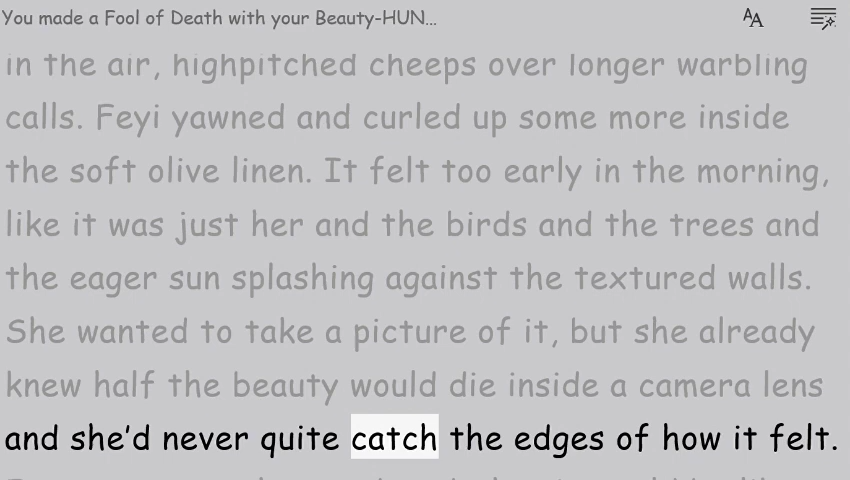 You made a Fool of Death with your Beauty-HUN...
AA
in the air, highpitched cheeps over longer warbling
calls. Feyi yawned and curled up some more inside
the soft olive linen. It felt too early in the morning,
like it was just her and the birds and the trees and
the eager sun splashing against the textured walls.
She wanted to take a picture of it, but she already
knew half the beauty would die inside a camera lens
and she'd never quite catch the edges of how it felt.